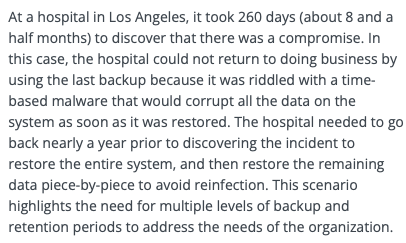 At a hospital in Los Angeles, it took 260 days (about 8 and a
half months) to discover that there was a compromise. In
this case, the hospital could not return to doing business by
using the last backup because it was riddled with a time-
based malware that would corrupt all the data on the
system as soon as it was restored. The hospital needed to go
back nearly a year prior to discovering the incident to
restore the entire system, and then restore the remaining
data piece-by-piece to avoid reinfection. This scenario
highlights the need for multiple levels of backup and
retention periods to address the needs of the organization.